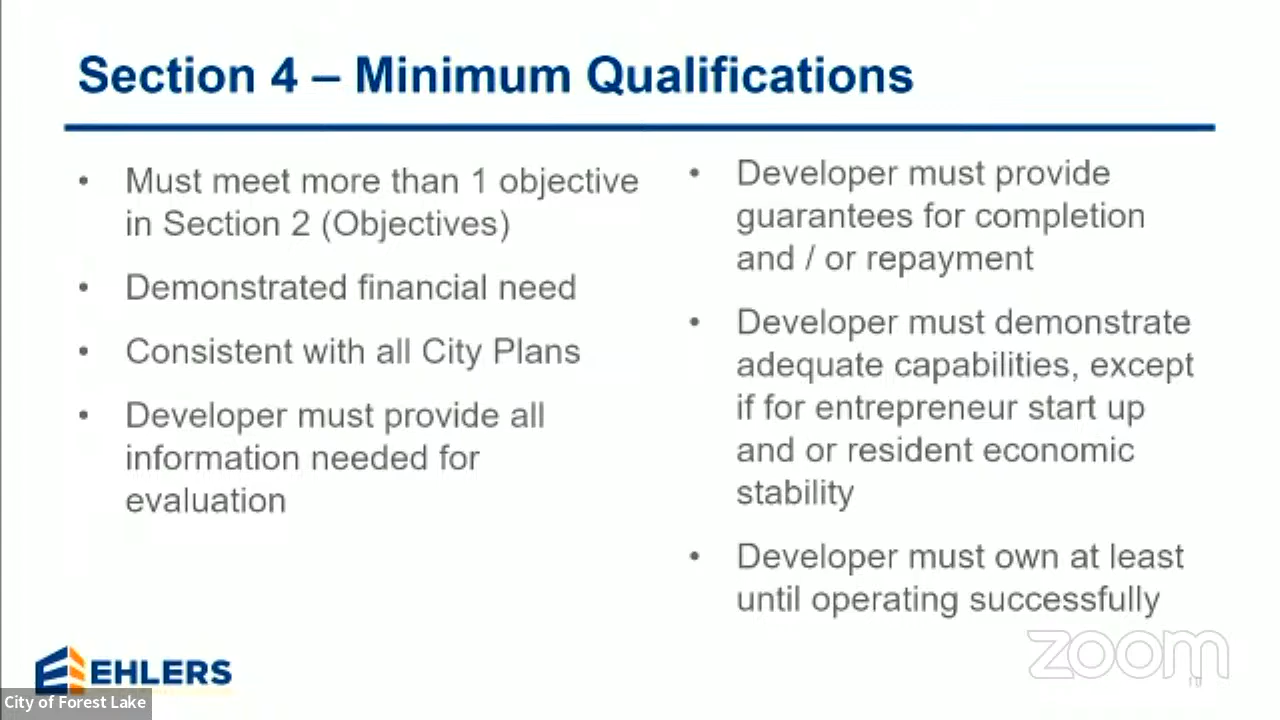 Section 4 – Minimum Qualifications
• Must meet more than 1 objective
in Section 2 (Objectives)
• Demonstrated financial need
• Consistent with all City Plans
• Developer must provide all
information needed for
evaluation
• Developer must provide
guarantees for completion
and / or repayment
• Developer must demonstrate
adequate capabilities, except
if for entrepreneur start up
and or resident economic
stability
• Developer must own at least
until operating successfully
EHLERS
zoom
City of Forest Lake